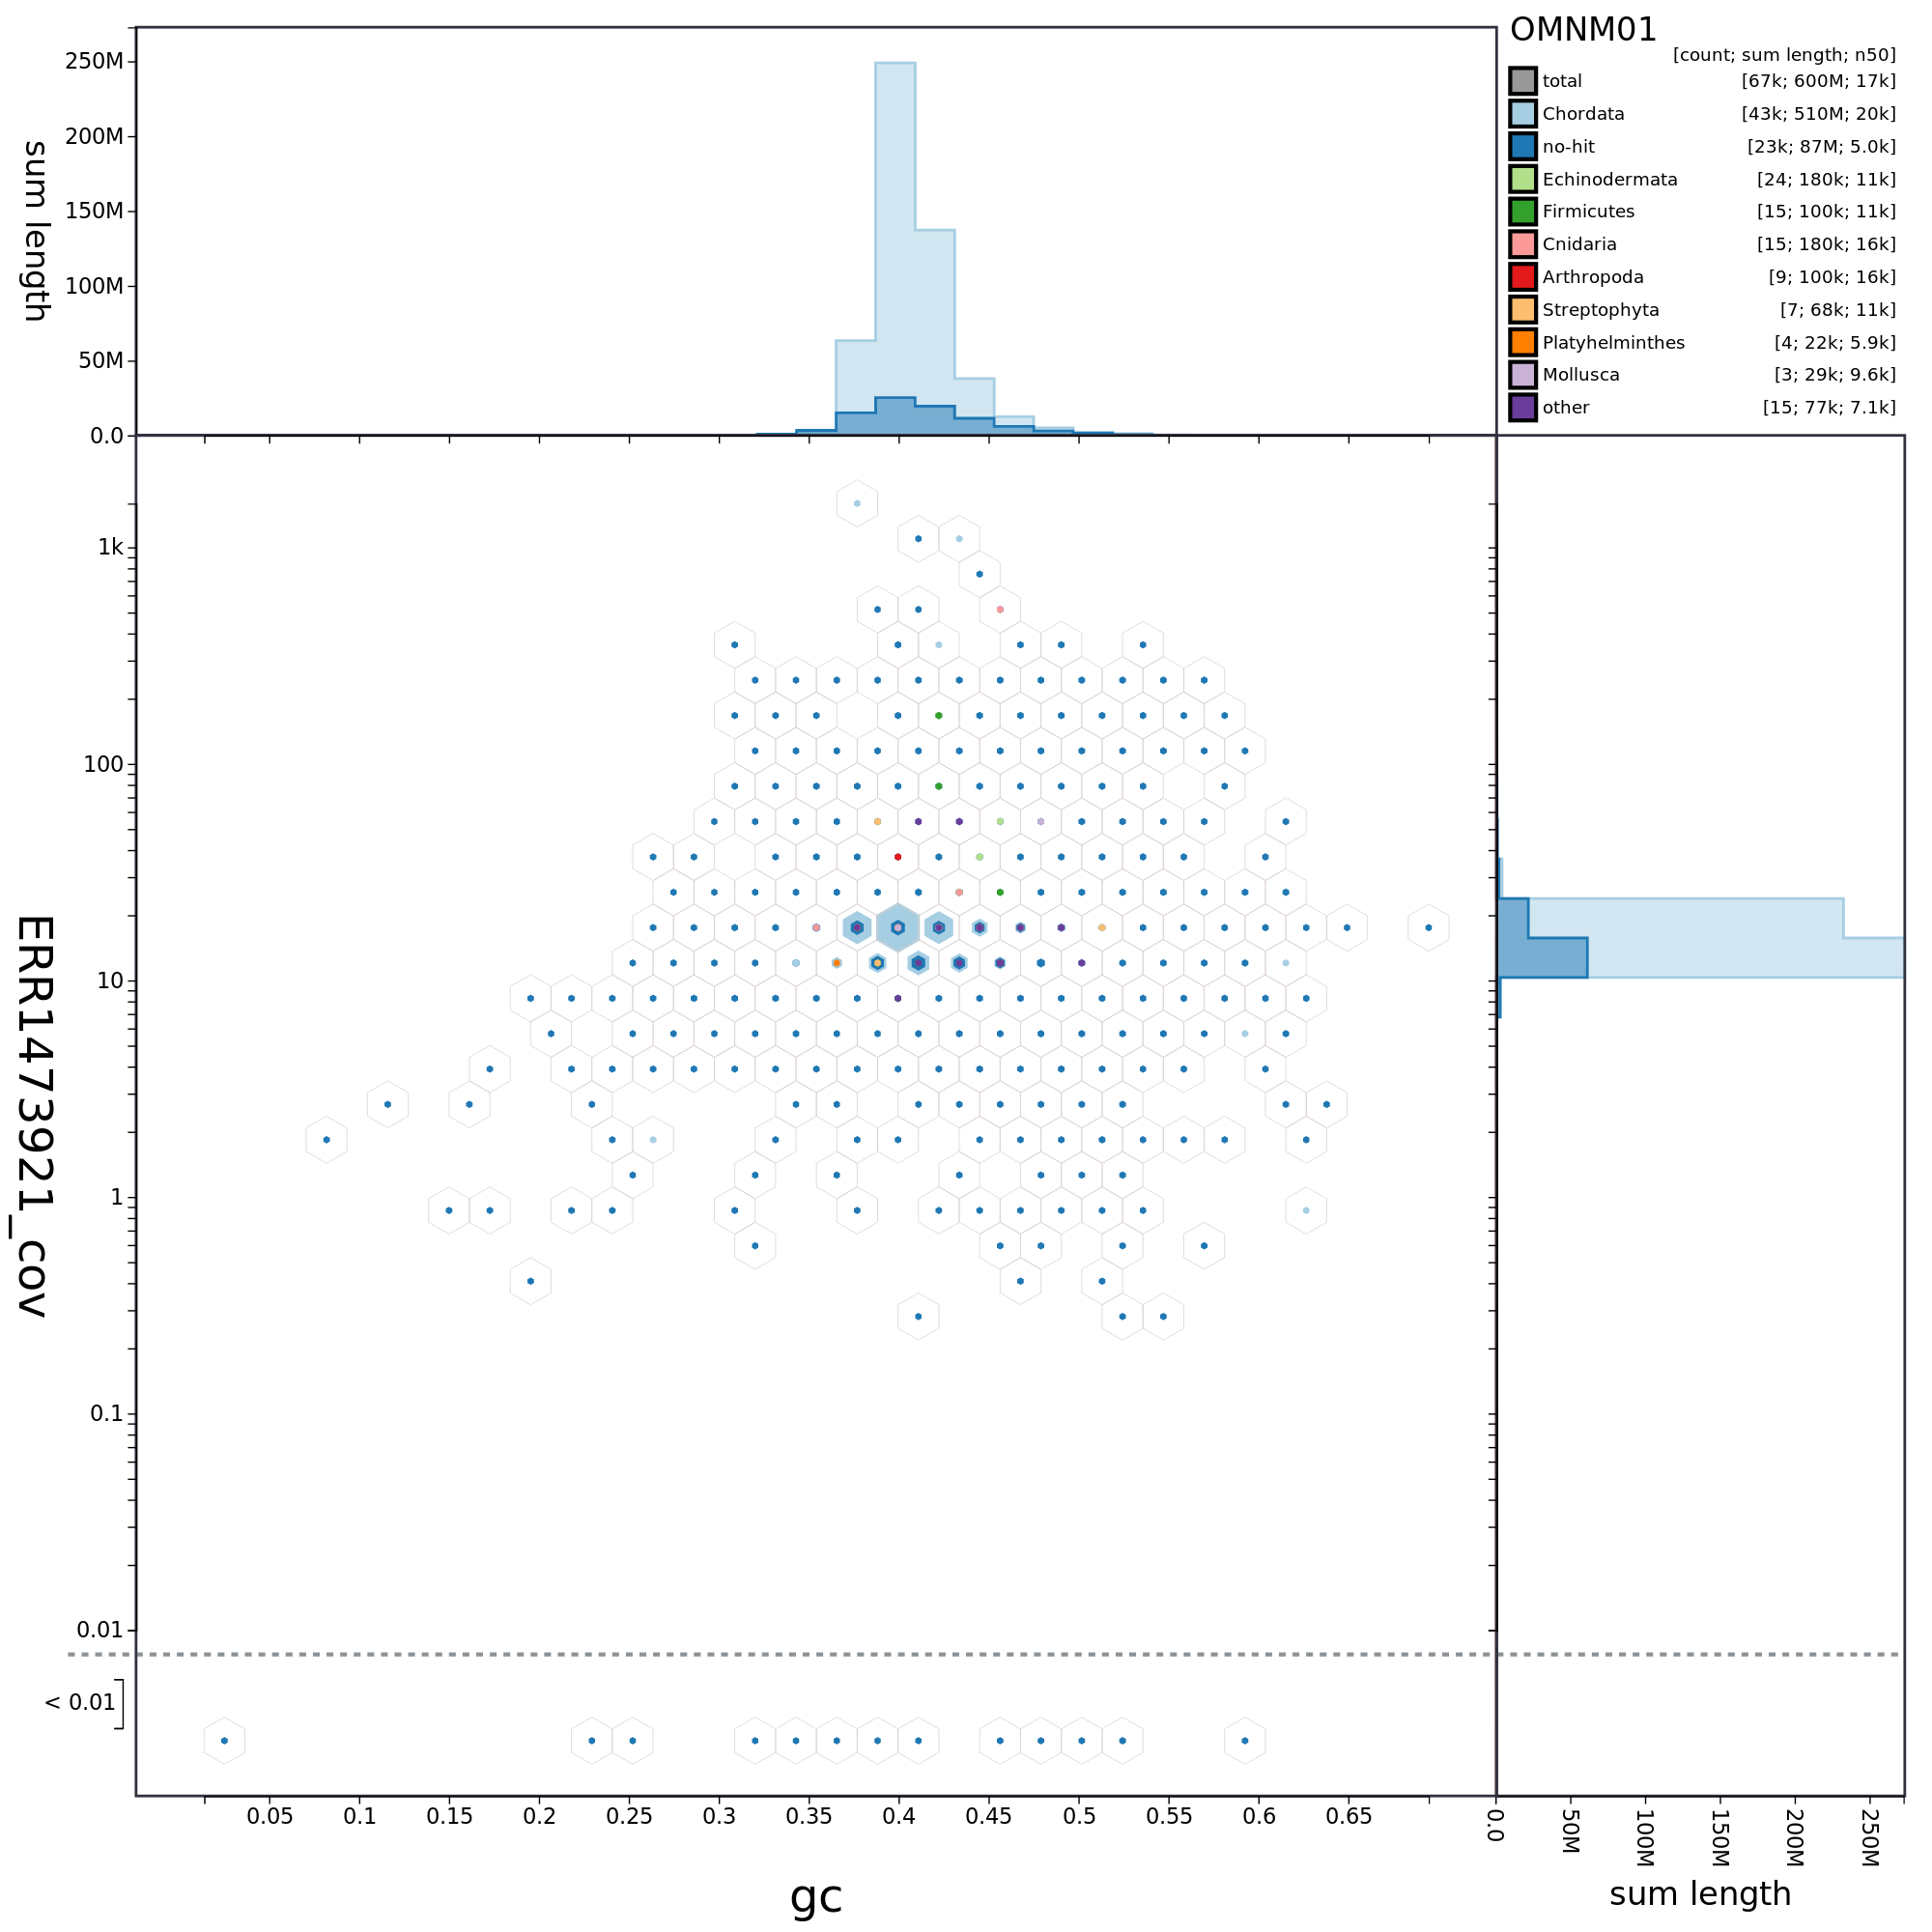 OMNM01
[count; sum length; n50]
total [67k; 600M; 17k]
Chordata [43k; 510M; 20k]
no-hit [23k; 87M; 5.0k]
Echinodermata [24; 180k; 11k]
Firmicutes [15; 100k; 11k]
Cnidaria [15; 180k; 16k]
Arthropoda [9; 100k; 16k]
Streptophyta [7; 68k; 11k]
Platyhelminthes [4; 22k; 5.9k]
Mollusca [3; 29k; 9.6k]
other [15; 77k; 7.1k]
sum length
250M
200M
150M
100M
50M
0.0
ERR1473921_cov
1k
100
10
1
0.1
0.01
< 0.01
0.05 0.1 0.15 0.2 0.25 0.3 0.35 0.4 0.45 0.5 0.55 0.6 0.65
gc
0.0 50M 100M 150M 200M 250M
sum length